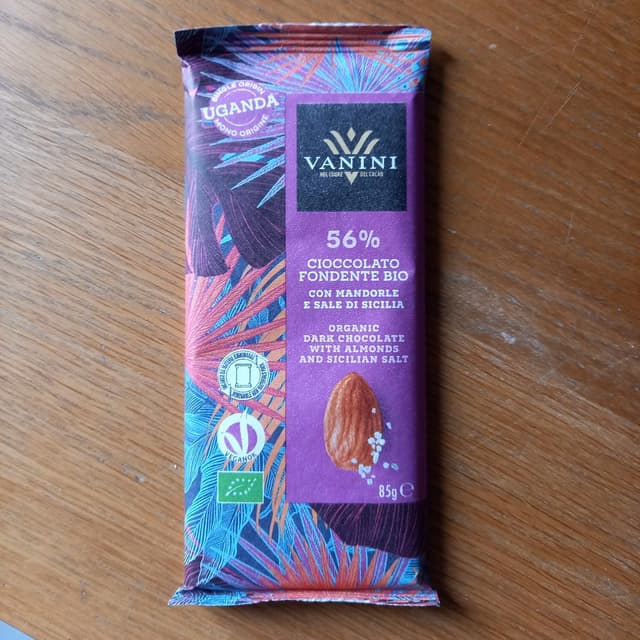 SINGLE ORIGIN
UGANDA
MONO ORIGINE
VANINI
NEL CUORE DEL CACAO
56%
CIOCCOLATO
FONDENTE BIO
CON MANDORLE
E SALE DI SICILIA
ORGANIC
DARK CHOCOLATE
WITH ALMONDS
AND SICILIAN SALT
VEGANOK
85g ℮